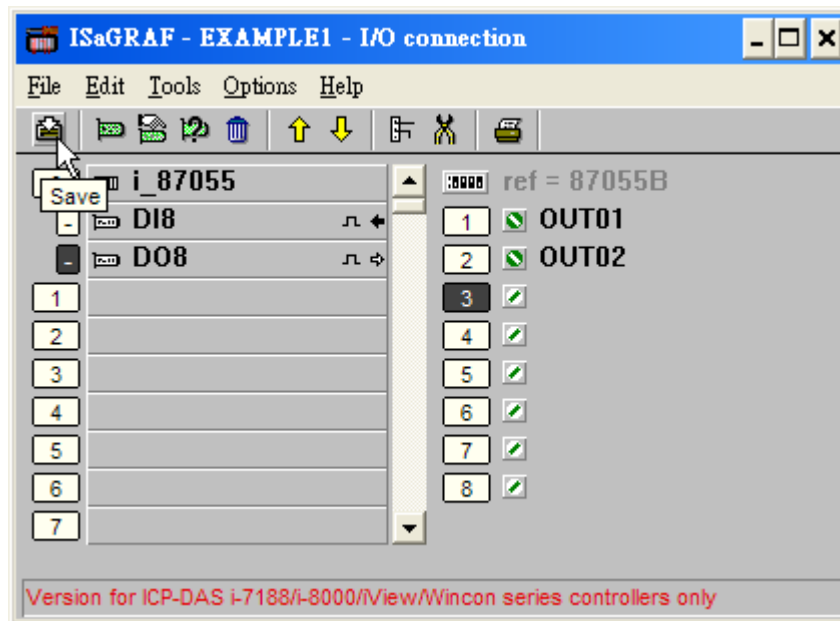 ISaGRAF - EXAMPLE1 - I/O connection
File Edit Tools Options Help
i_87055
Save
- DI8
- DO8
1
2
3
4
5
6
7
ref = 87055B
1 OUT01
2 OUT02
3
4
5
6
7
8
Version for ICP-DAS i-7188/i-8000/iView/Wincon series controllers only